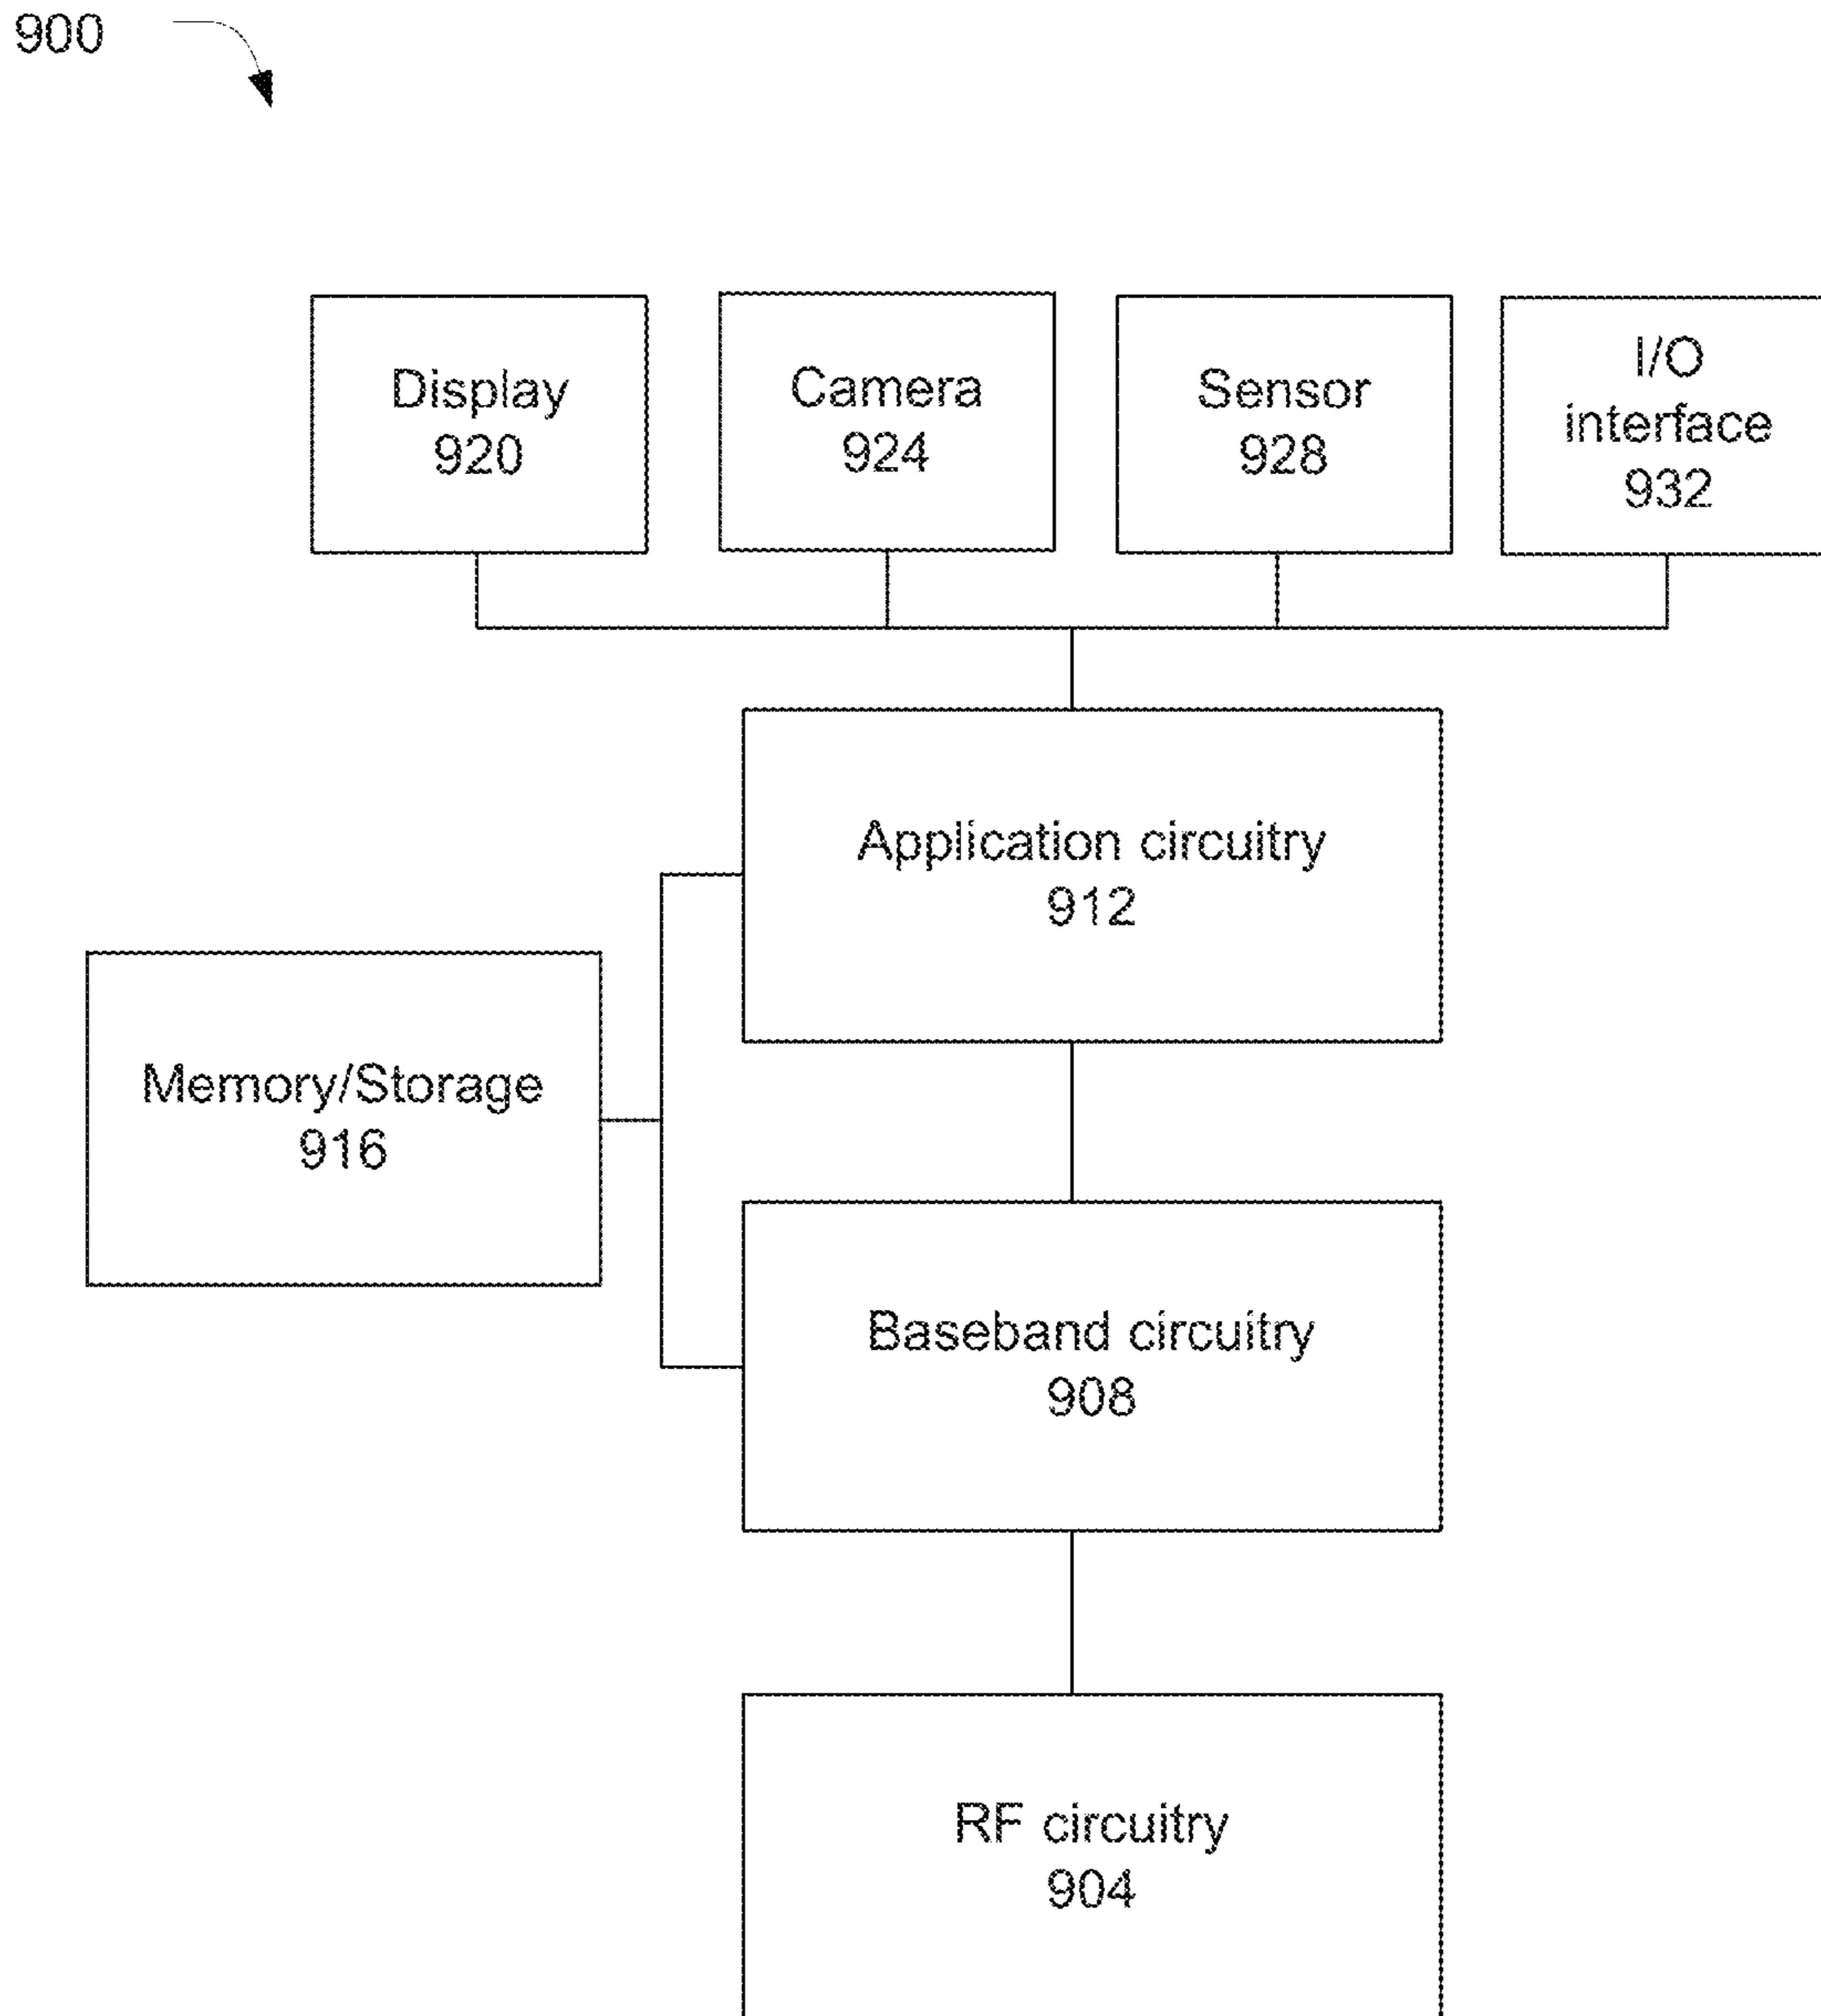 900
Display
920
Camera
924
Sensor
928
I/O
interface
932
Application circuitry
912
Memory/Storage
916
Baseband circuitry
908
RF circuitry
904